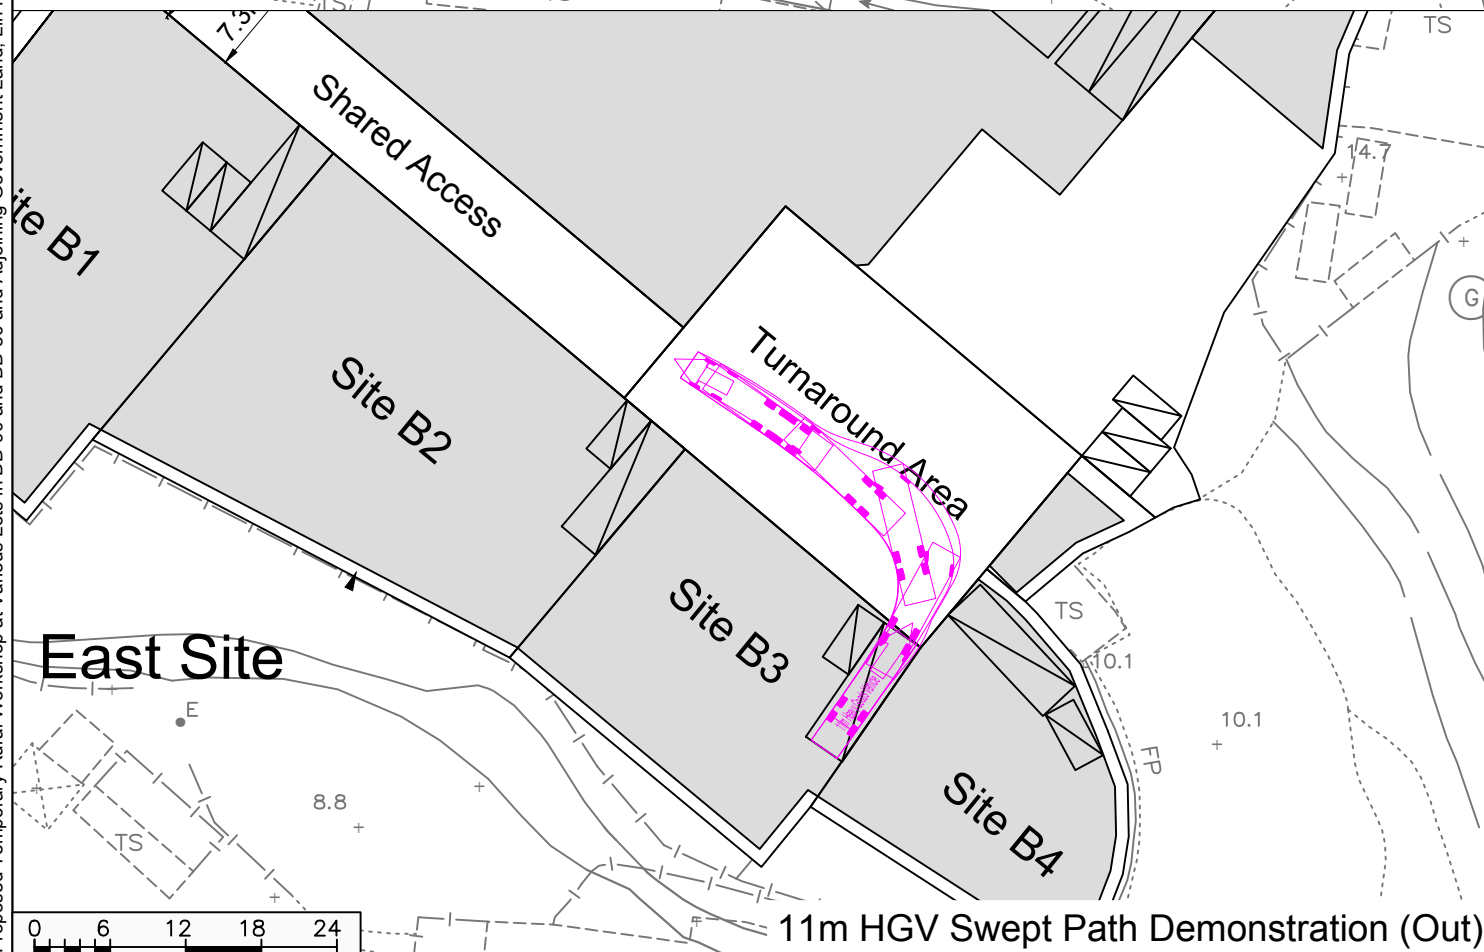 TS
7.3
Shared Access
14.7
ite B1
G
Turnaround Area
Site B2
Site B3
TS
10.1
East Site
E
10.1
FP
8.8
TS
Site B4
0 6 12 18 24
11m HGV Swept Path Demonstration (Out)